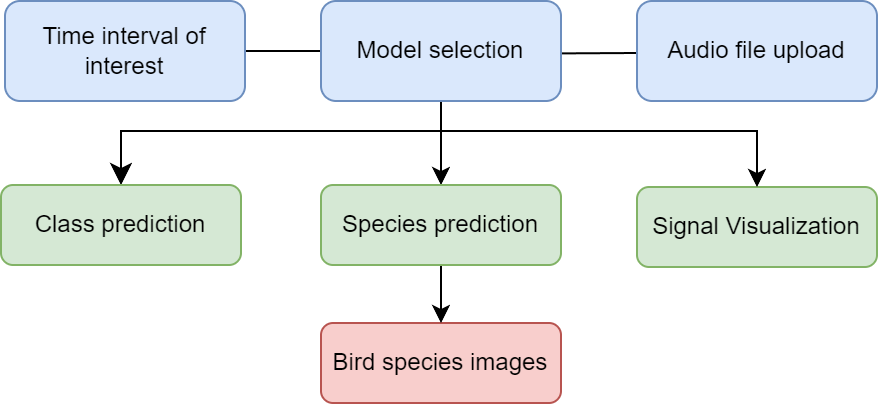 Time interval of
interest
Model selection
Audio file upload
Class prediction
Species prediction
Signal Visualization
Bird species images